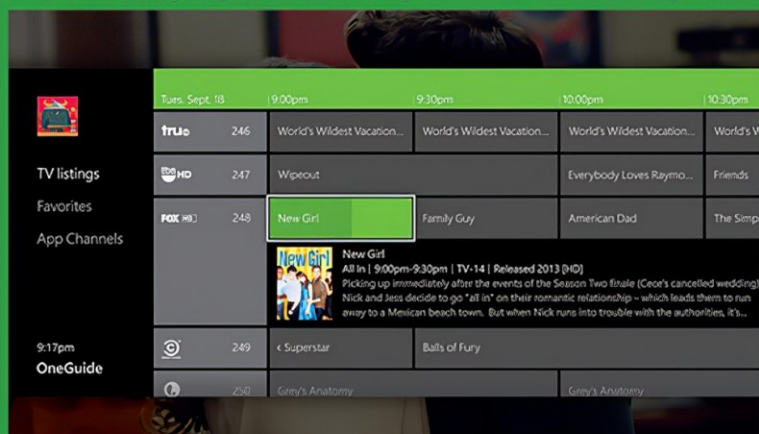 Tues. Sept. 18 9:00pm 9:30pm 10:00pm 10:30pm
tru 246 World's Wildest Vacation... World's Wildest Vacation... World's Wildest Vacation... World's W
TV listings
tbs HD 247 Wipeout Everybody Loves Raymo... Friends
Favorites
FOX HD 248 New Girl Family Guy American Dad The Simp
App Channels
New Girl
New Girl
All In | 9:00pm-9:30pm | TV-14 | Released 2013 [HD]
Picking up immediately after the events of the Season Two finale (Cece's cancelled wedding)
Nick and Jess decide to go "all in" on their romantic relationship – which leads them to run
away to a Mexican beach town. But when Nick runs into trouble with the authorities, it's...
9:17pm
249 < Superstar Balls of Fury
OneGuide
250 Grey's Anatomy Grey's Anatomy